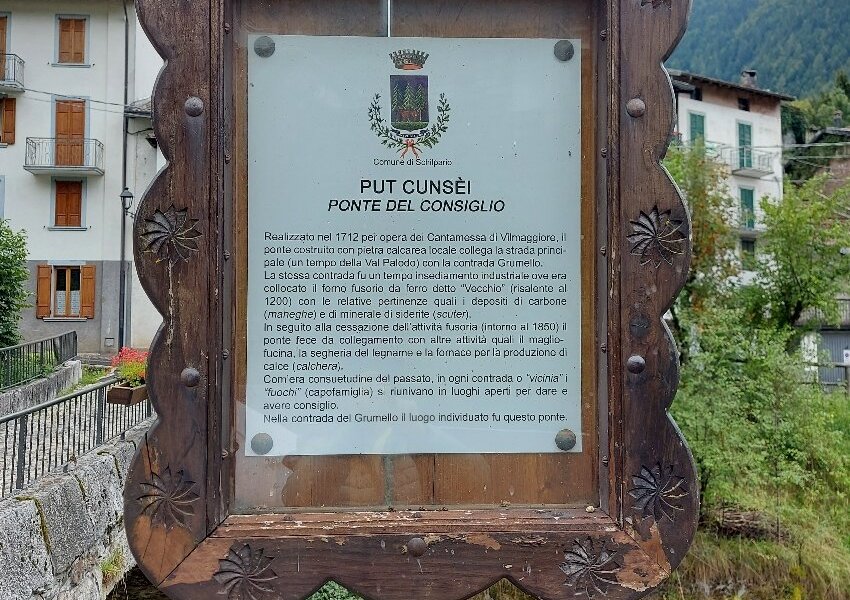 Comune di Schilpario
PUT CUNSÈI
PONTE DEL CONSIGLIO
Realizzato nel 1712 per opera dei Cantamessa di Vilmaggiore, il
ponte costruito con pietra calcarea locale collega la strada princi-
pale (un tempo della Val Paledo) con la contrada Grumello.
La stessa contrada fu un tempo insediamento industriale ove era
collocato il forno fusorio da ferro detto "Vecchio" (risalente al
1200) con le relative pertinenze quali i depositi di carbone
(maneghe) e di minerale di siderite (scuter).
In seguito alla cessazione dell'attività fusoria (intorno al 1850) il
ponte fece da collegamento con altre attività quali il maglio-
fucina, la segheria del legname e la fornace per la produzione di
calce (calchera).
Com'era consuetudine del passato, in ogni contrada o "vicinia" i
"fuochi" (capofamiglia) si riunivano in luoghi aperti per dare e
avere consiglio.
Nella contrada del Grumello il luogo individuato fu questo ponte.